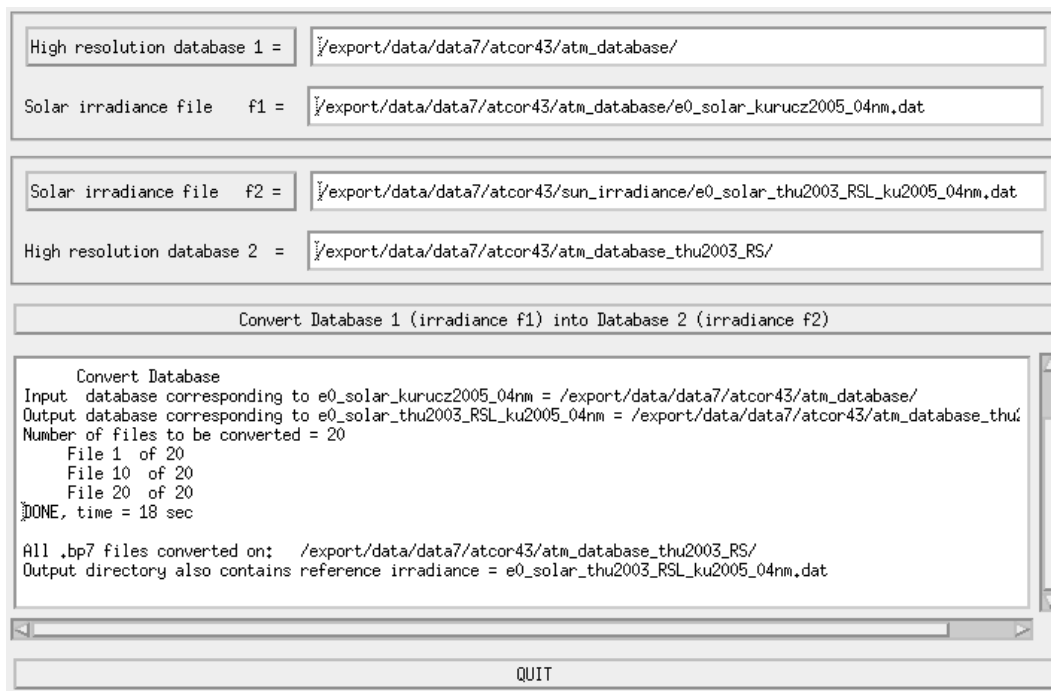 High resolution database 1 = /export/data/data7/atcor43/atm_database/
Solar irradiance file f1 = /export/data/data7/atcor43/atm_database/e0_solar_kurucz2005_04nm.dat
Solar irradiance file f2 = /export/data/data7/atcor43/sun_irradiance/e0_solar_thu2003_RSL_ku2005_04nm.dat
High resolution database 2 = /export/data/data7/atcor43/atm_database_thu2003_RS/
Convert Database 1 (irradiance f1) into Database 2 (irradiance f2)
Convert Database
Input database corresponding to e0_solar_kurucz2005_04nm = /export/data/data7/atcor43/atm_database/
Output database corresponding to e0_solar_thu2003_RSL_ku2005_04nm = /export/data/data7/atcor43/atm_database_thu2
Number of files to be converted = 20
File 1 of 20
File 10 of 20
File 20 of 20
DONE, time = 18 sec
All .bp7 files converted on: /export/data/data7/atcor43/atm_database_thu2003_RS/
Output directory also contains reference irradiance = e0_solar_thu2003_RSL_ku2005_04nm.dat
QUIT